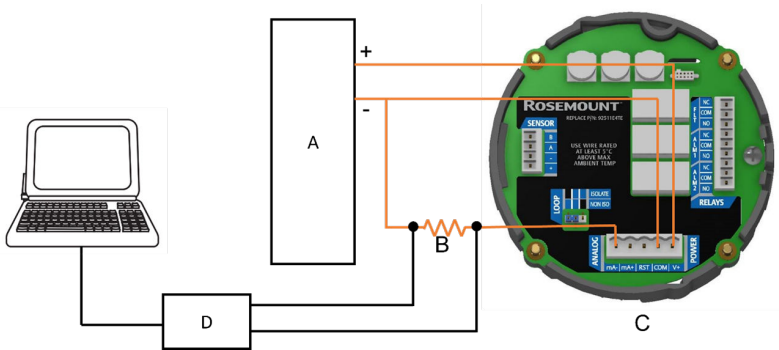 +
-
A
B
C
D
ROSEMOUNT
REPLACE P/N: 0251104TE
SENSOR
B
A
-
+
USE WIRE RATED
AT LEAST 5°C
ABOVE MAX
AMBIENT TEMP
FLT
NC
COM
NO
ALM1
NC
COM
NO
ALM2
NC
COM
NO
RELAYS
LOOP
ISOLATE
NON ISO
ANALOG
mA- mA+ RST COM V+
POWER